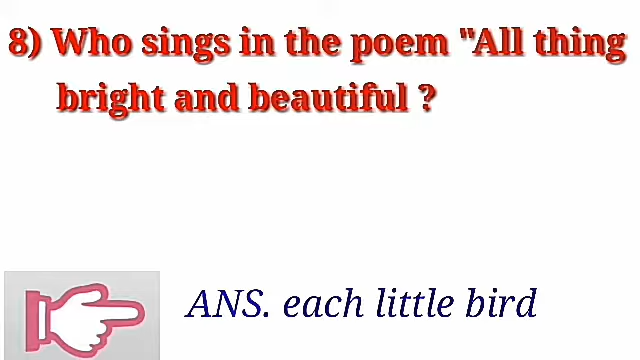 8) Who sings in the poem "All thing
bright and beautiful ?
ANS. each little bird